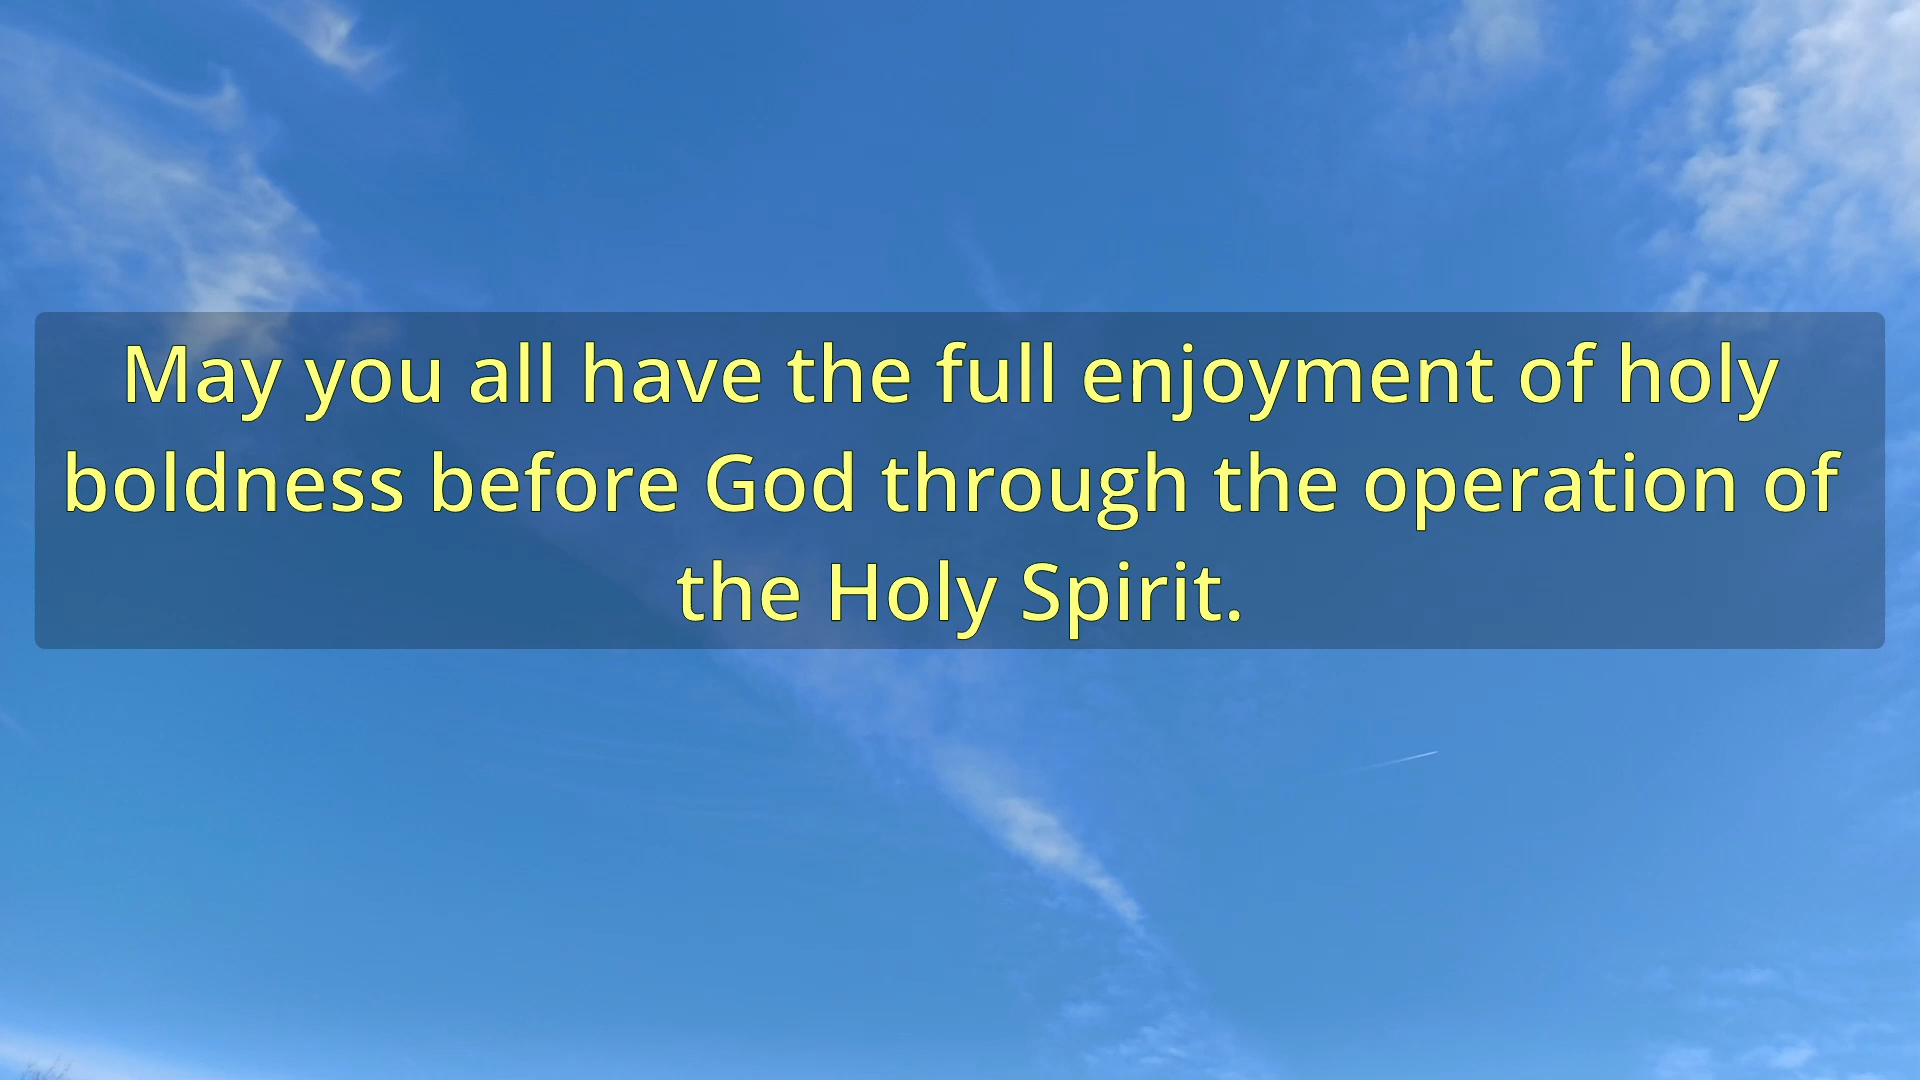 May you all have the full enjoyment of holy
boldness before God through the operation of
the Holy Spirit.